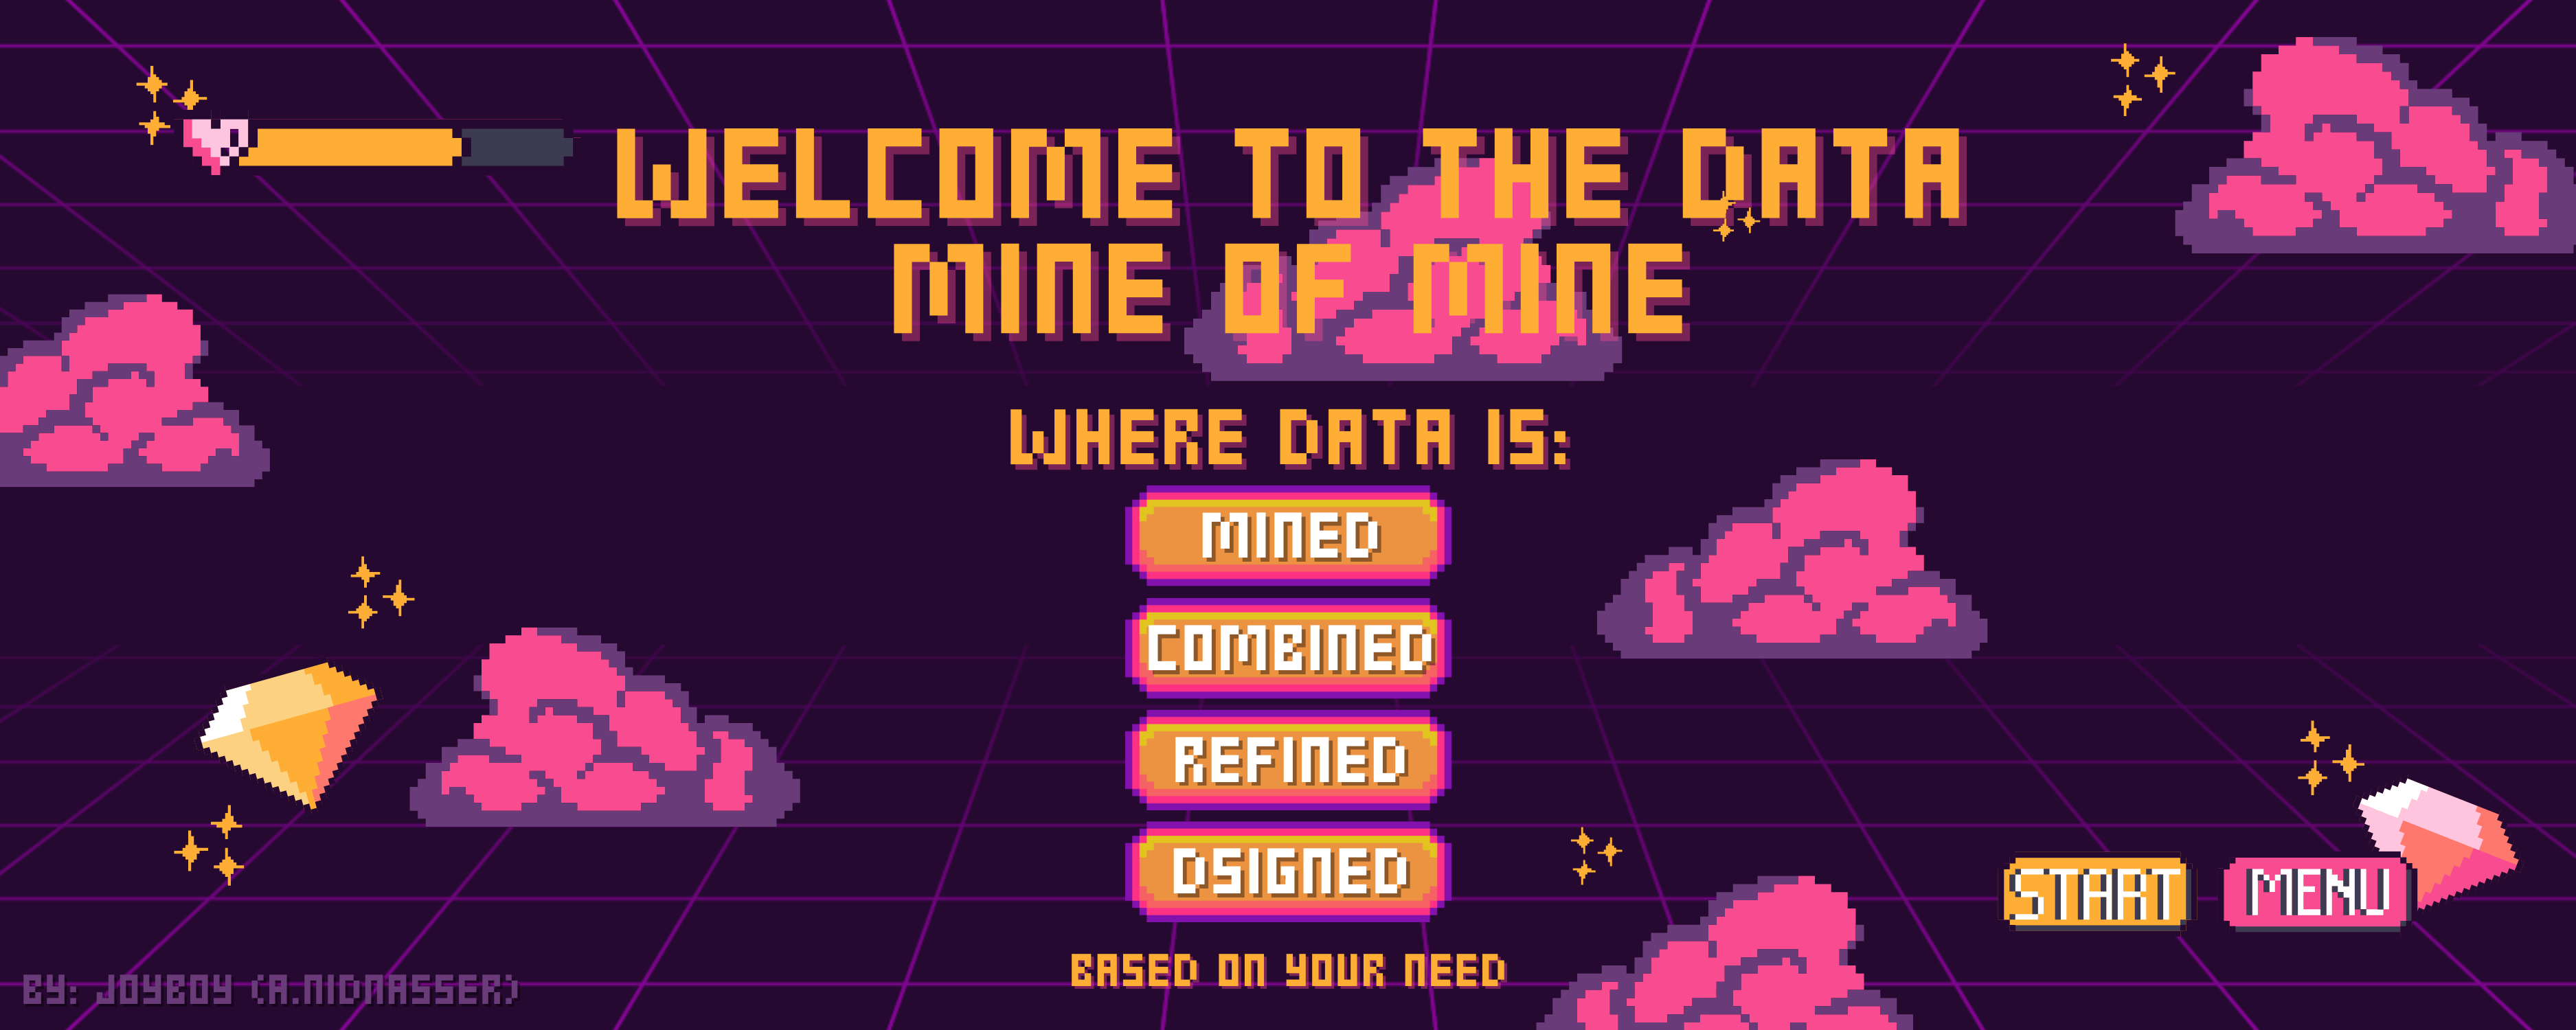 WELCOME TO THE DATA
MINE OF MINE
WHERE DATA IS:
MINED
COMBINED
REFINED
DSIGNED
BASED ON YOUR NEED
START
MENU
BY: JOYBOY (A.NIDNASSER)